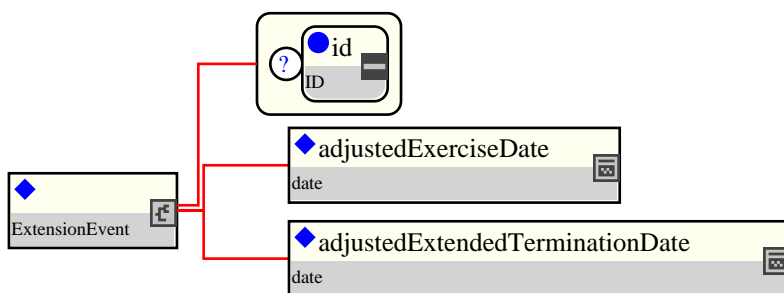 id
?
ID
adjustedExerciseDate
date
ExtensionEvent
adjustedExtendedTerminationDate
date